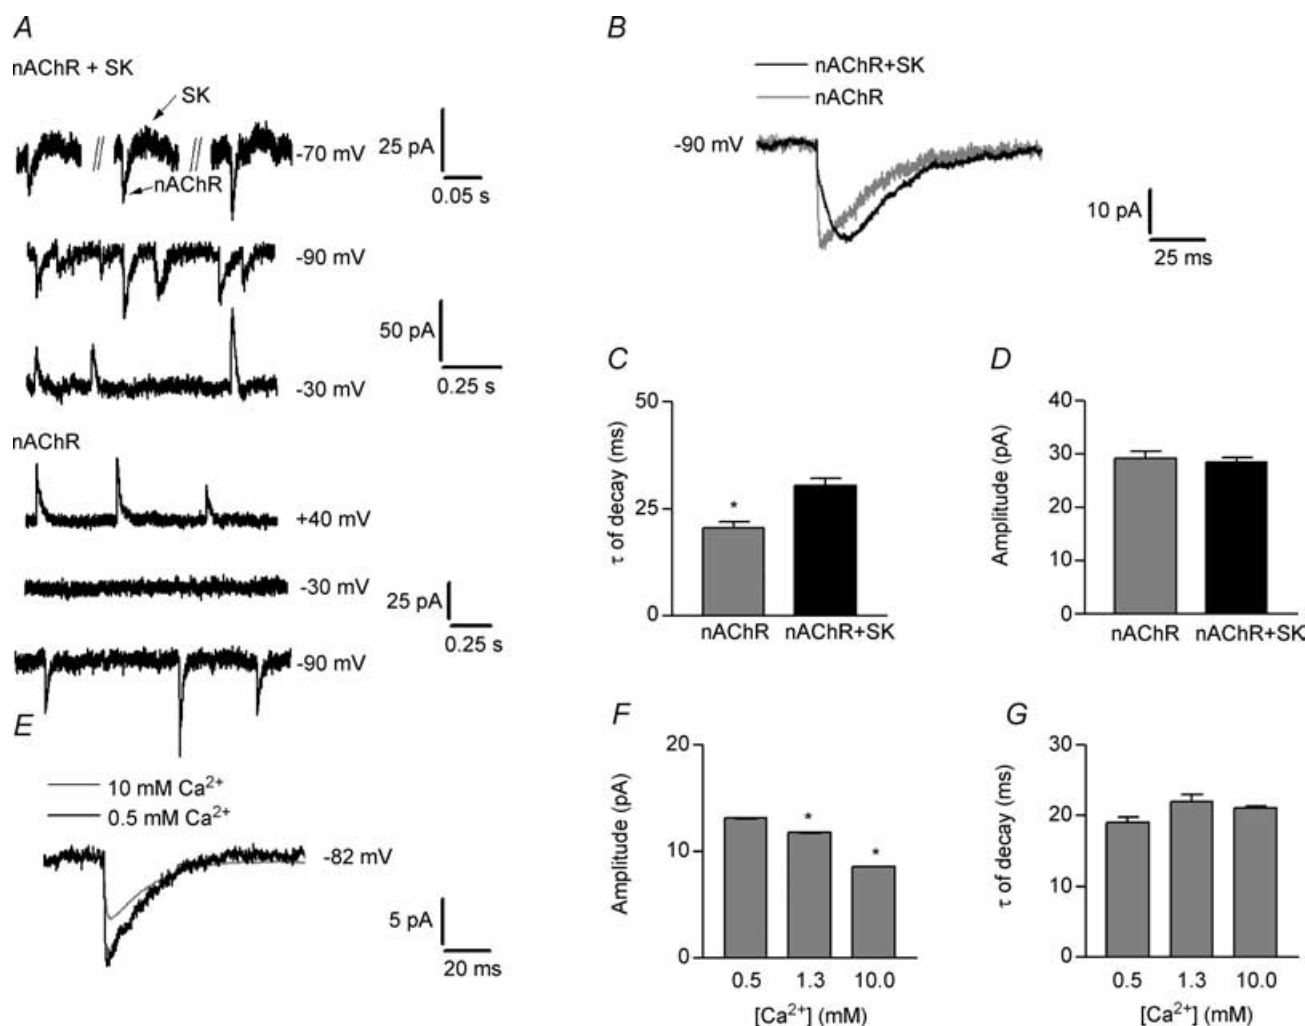 A
nAChR + SK
SK
nAChR
-70 mV
25 pA
0.05 s
-90 mV
50 pA
0.25 s
-30 mV
nAChR
+40 mV
-30 mV
25 pA
0.25 s
-90 mV
B
nAChR+SK
nAChR
-90 mV
10 pA
25 ms
C
τ of decay (ms)
50
25
0
*
nAChR nAChR+SK
D
Amplitude (pA)
40
30
20
10
0
nAChR nAChR+SK
E
10 mM Ca²⁺
0.5 mM Ca²⁺
-82 mV
5 pA
20 ms
F
Amplitude (pA)
20
10
0
*
*
0.5 1.3 10.0
[Ca²⁺] (mM)
G
τ of decay (ms)
30
20
10
0
0.5 1.3 10.0
[Ca²⁺] (mM)